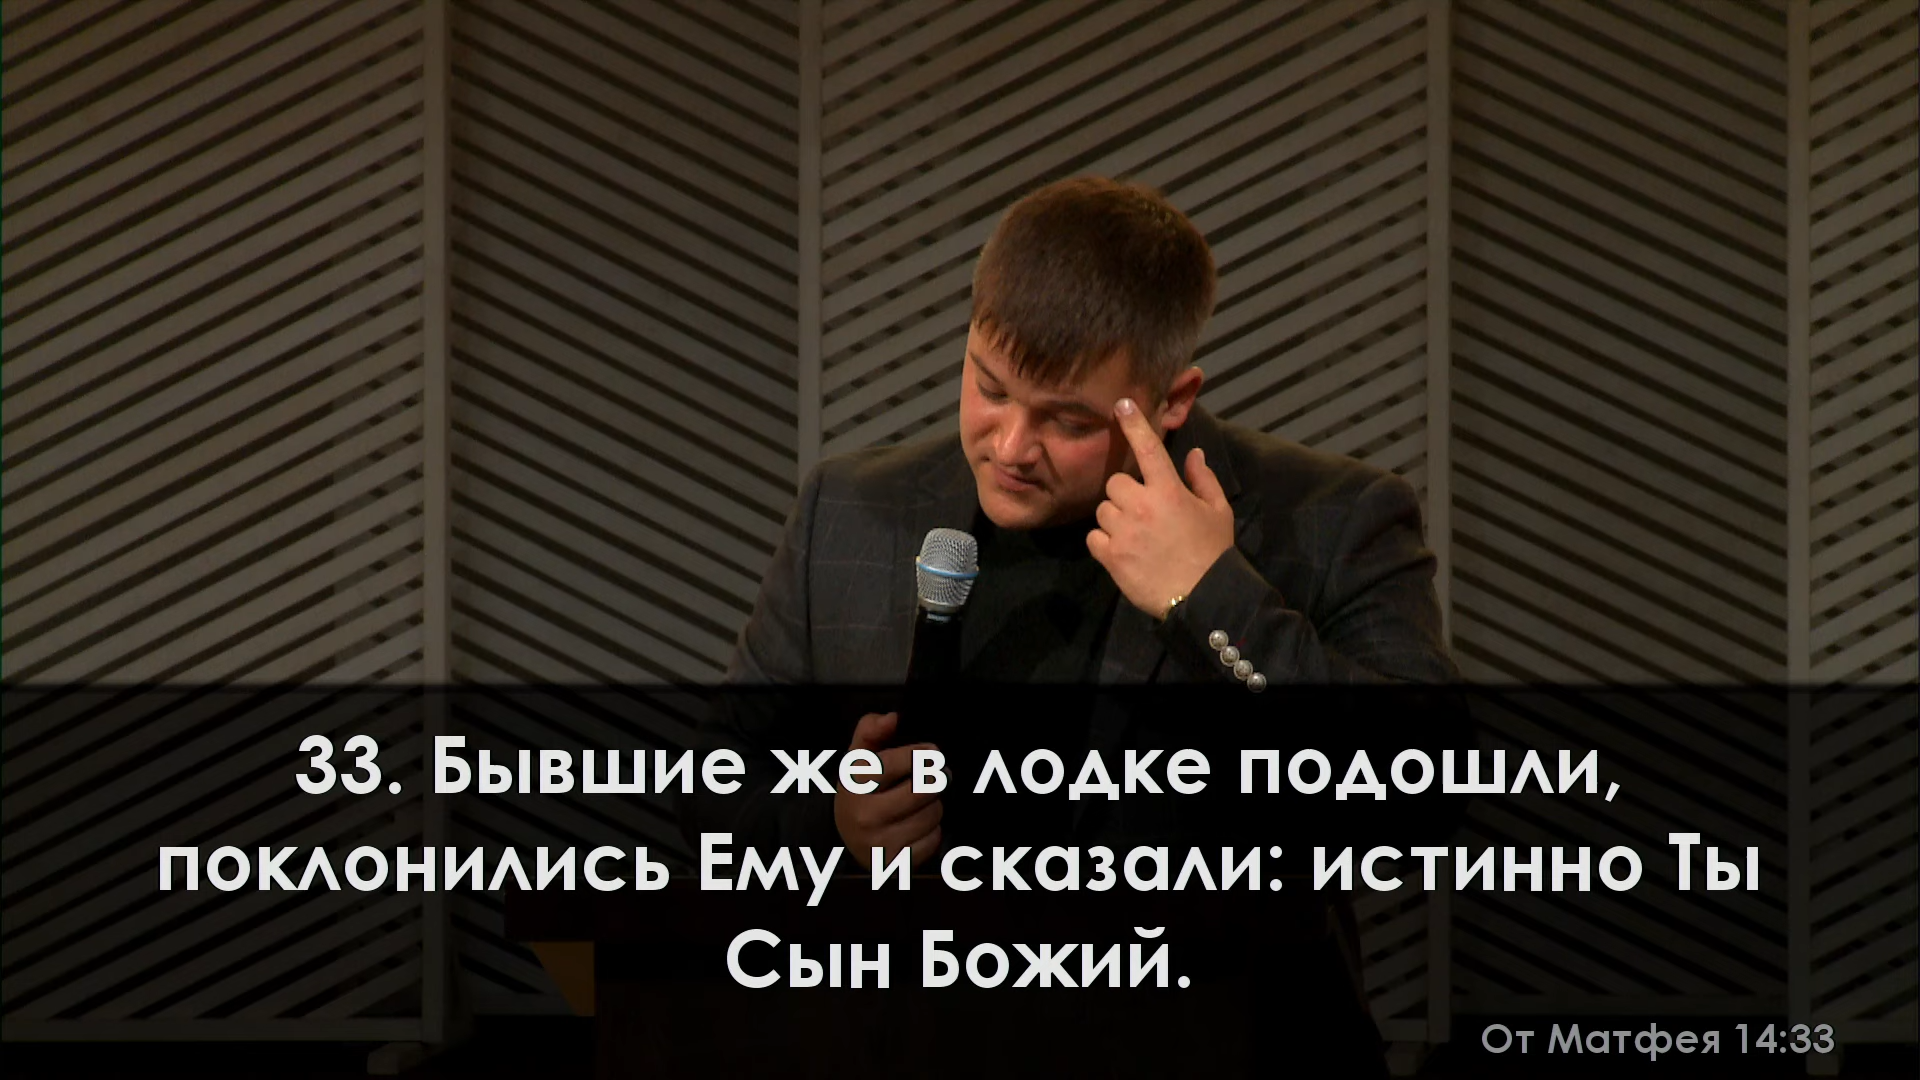 33. Бывшие же в лодке подошли,
поклонились Ему и сказали: истинно Ты
Сын Божий.
От Матфея 14:33